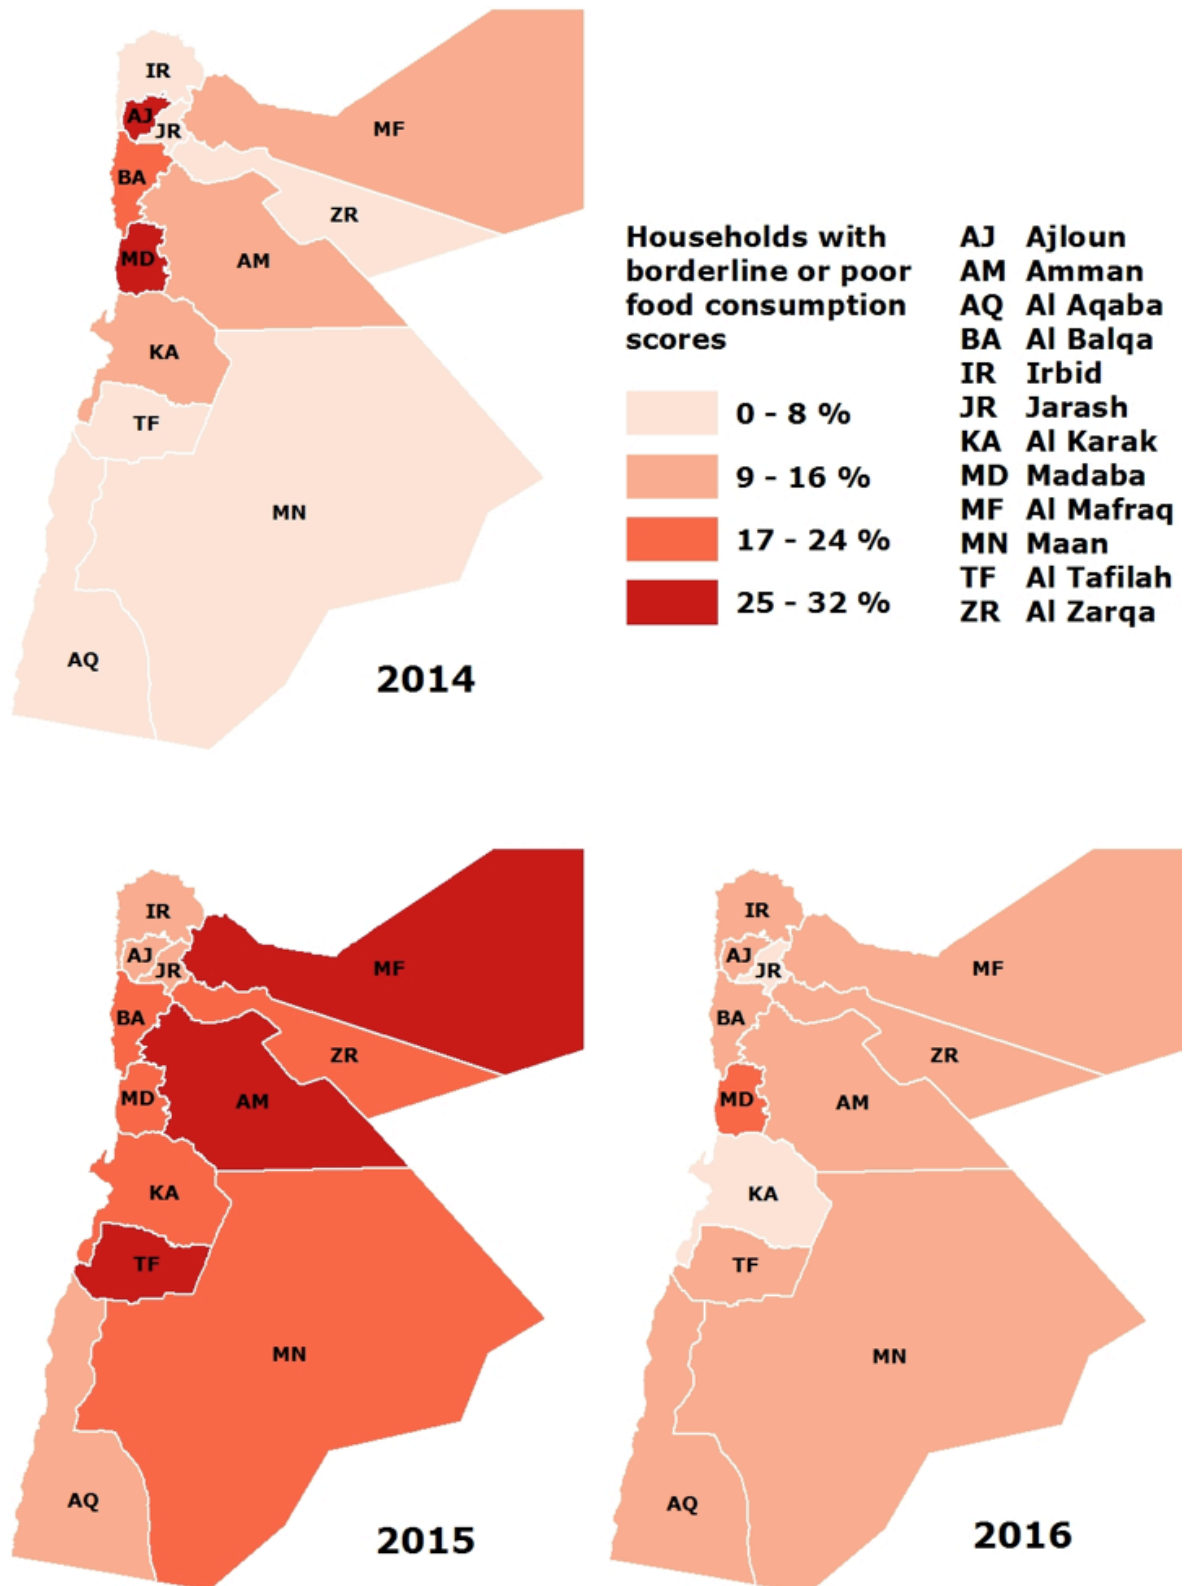 IR
AJ
JR
MF
BA
ZR
MD
AM
KA
TF
MN
AQ
2014
Households with
borderline or poor
food consumption
scores
0 - 8 %
9 - 16 %
17 - 24 %
25 - 32 %
AJ Ajloun
AM Amman
AQ Al Aqaba
BA Al Balqa
IR Irbid
JR Jarash
KA Al Karak
MD Madaba
MF Al Mafraq
MN Maan
TF Al Tafilah
ZR Al Zarqa
IR
AJ
JR
MF
BA
ZR
MD
AM
KA
TF
MN
AQ
2015
IR
AJ
JR
MF
BA
ZR
MD
AM
KA
TF
MN
AQ
2016